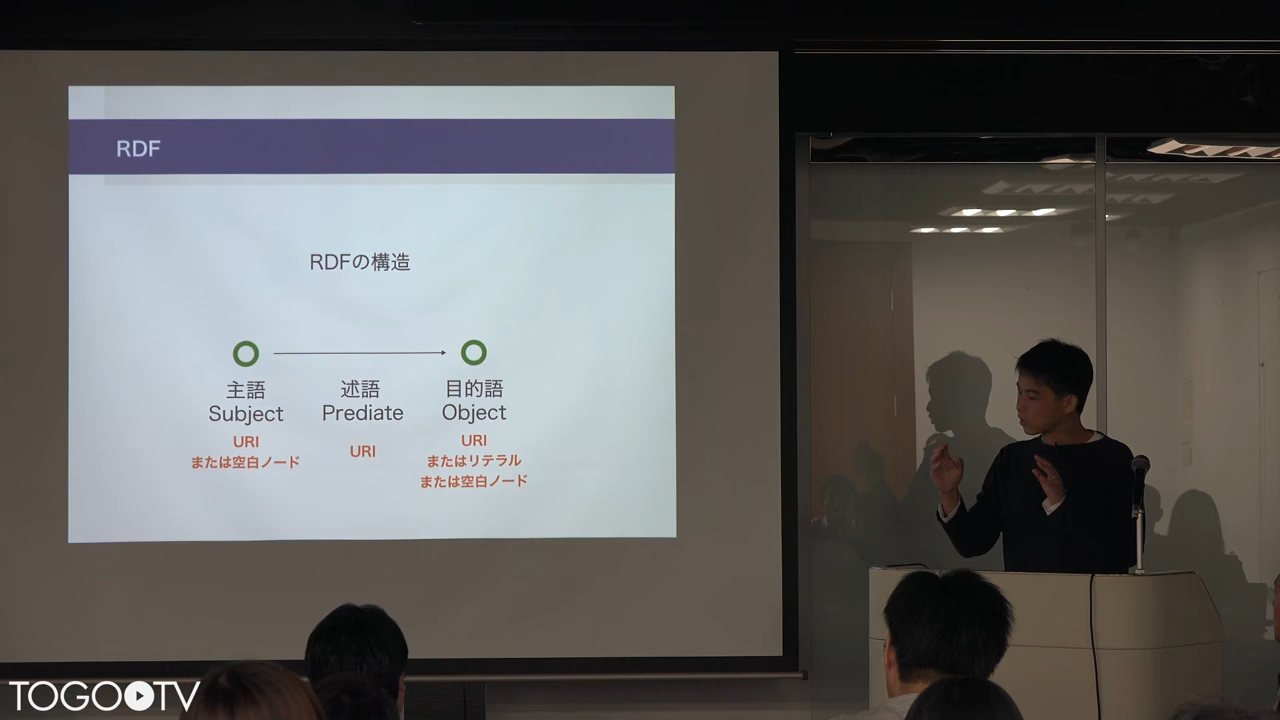 RDF
RDFの構造
主語
Subject
URI
または空白ノード
述語
Prediate
URI
目的語
Object
URI
またはリテラル
または空白ノード
TOGOTV